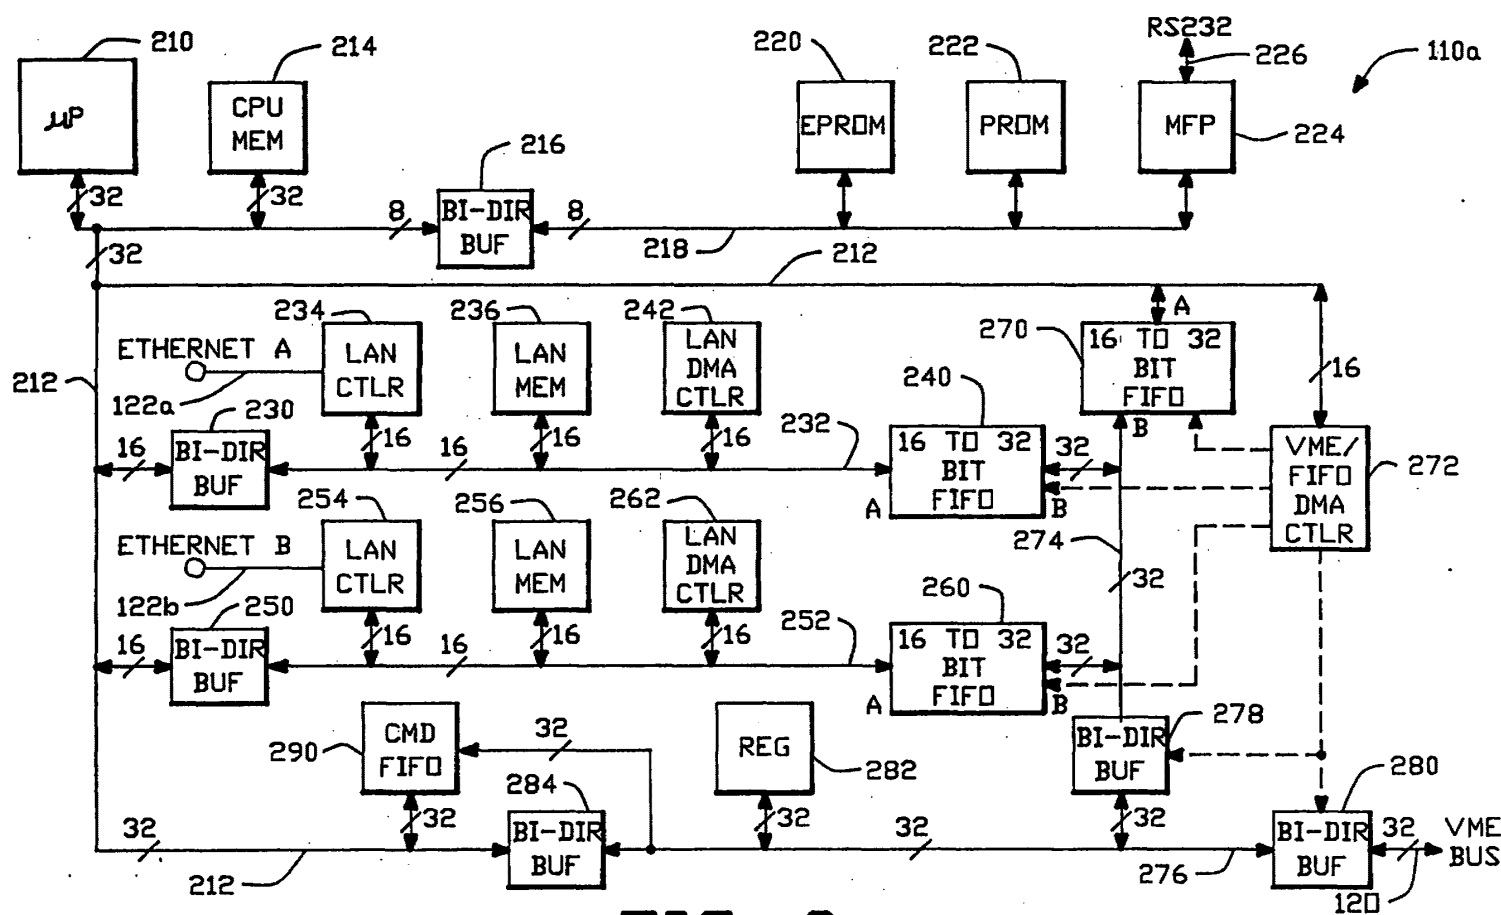 210
214
220
222
RS232
226
110a
µP
CPU
MEM
216
EPROM
PROM
MFP
224
32
32
8
BI-DIR
BUF
8
218
212
32
234
236
242
270
A
16 TO 32
BIT
FIFO
B
16
ETHERNET A
212
122a
LAN
CTLR
LAN
MEM
LAN
DMA
CTLR
240
230
16
BI-DIR
BUF
16
16
16
16
232
16 TO 32
BIT
FIFO
A
B
32
VME/
FIFO
DMA
CTLR
272
254
256
262
274
32
ETHERNET B
122b
LAN
CTLR
LAN
MEM
LAN
DMA
CTLR
260
250
16
BI-DIR
BUF
16
16
16
16
252
16 TO 32
BIT
FIFO
A
B
32
290
CMD
FIFO
32
REG
282
BI-DIR
BUF
278
284
280
32
32
BI-DIR
BUF
32
32
32
BI-DIR
BUF
32
VME
BUS
212
276
120